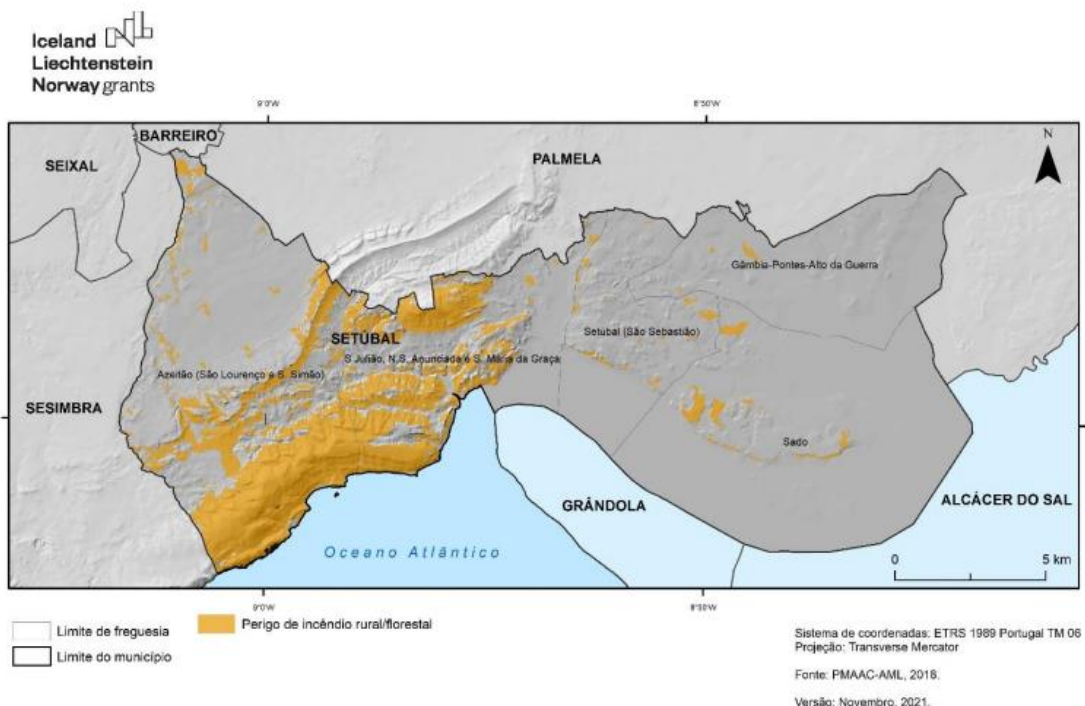 Iceland
Liechtenstein
Norway grants
9°0'W
8°50'W
BARREIRO
SEIXAL
PALMELA
N
Gâmbia-Pontes-Alto da Guerra
SETÚBAL
Setúbal (São Sebastião)
S.Julião, N.S. Anunciada e S. Maria da Graça
Azeitão (São Lourenço e S. Simão)
SESIMBRA
Sado
GRÂNDOLA
ALCÁCER DO SAL
Oceano Atlântico
0 5 km
9°0'W
8°50'W
Limite de freguesia
Perigo de incêndio rural/florestal
Limite do município
Sistema de coordenadas: ETRS 1989 Portugal TM 06
Projeção: Transverse Mercator
Fonte: PMAAC-AML, 2018.
Versão: Novembro, 2021.